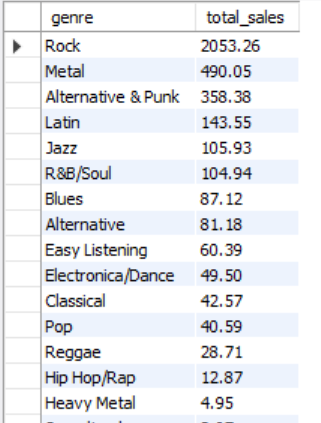 genre total_sales
Rock 2053.26
Metal 490.05
Alternative & Punk 358.38
Latin 143.55
Jazz 105.93
R&B/Soul 104.94
Blues 87.12
Alternative 81.18
Easy Listening 60.39
Electronica/Dance 49.50
Classical 42.57
Pop 40.59
Reggae 28.71
Hip Hop/Rap 12.87
Heavy Metal 4.95